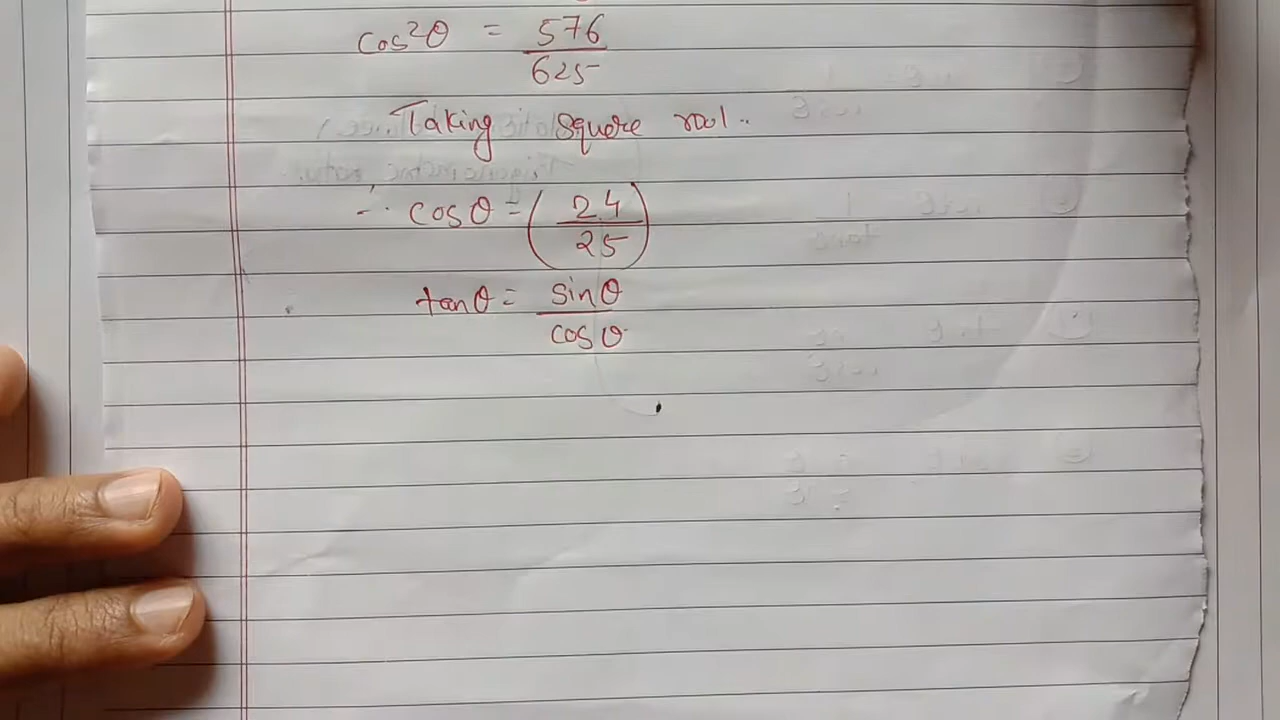 cos²θ = 576/625
Taking square root..
∴ cosθ = (24/25)
tanθ = sinθ/cosθ